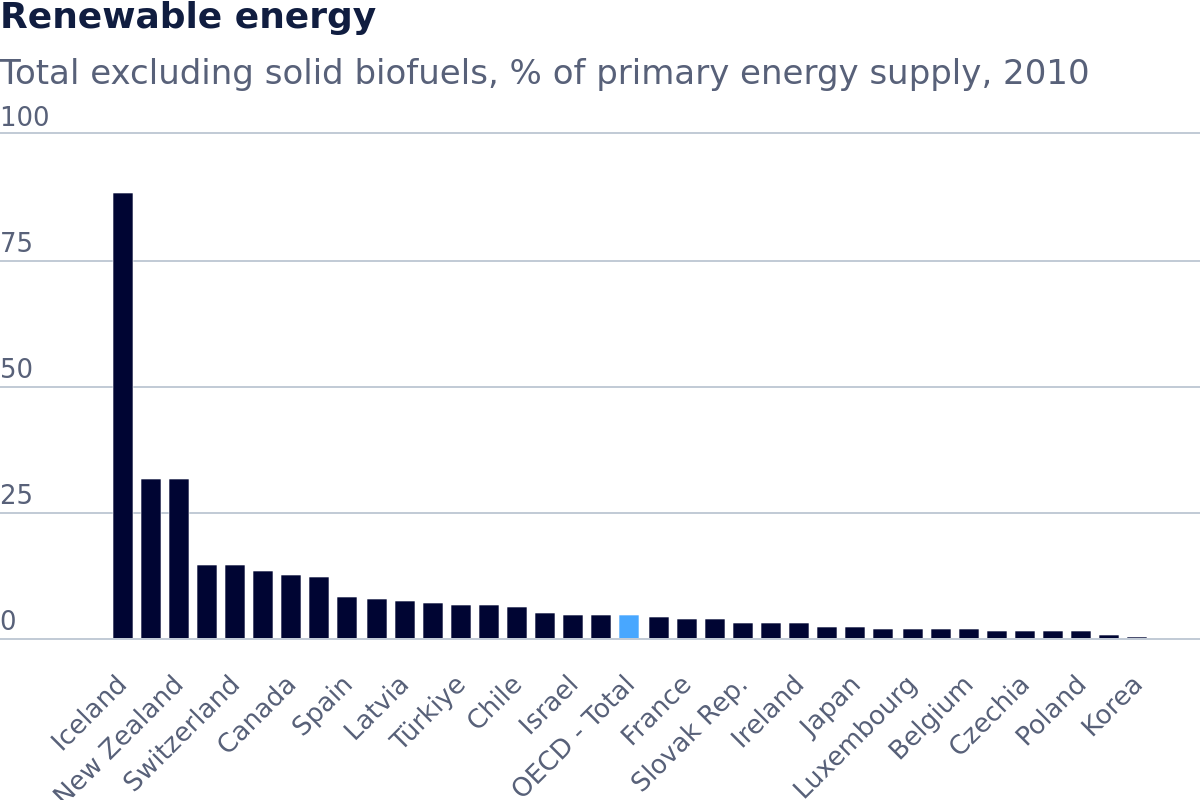 Renewable energy
Total excluding solid biofuels, % of primary energy supply, 2010
100
75
50
25
0
Iceland
New Zealand
Switzerland
Canada
Spain
Latvia
Türkiye
Chile
Israel
OECD - Total
France
Slovak Rep.
Ireland
Japan
Luxembourg
Belgium
Czechia
Poland
Korea